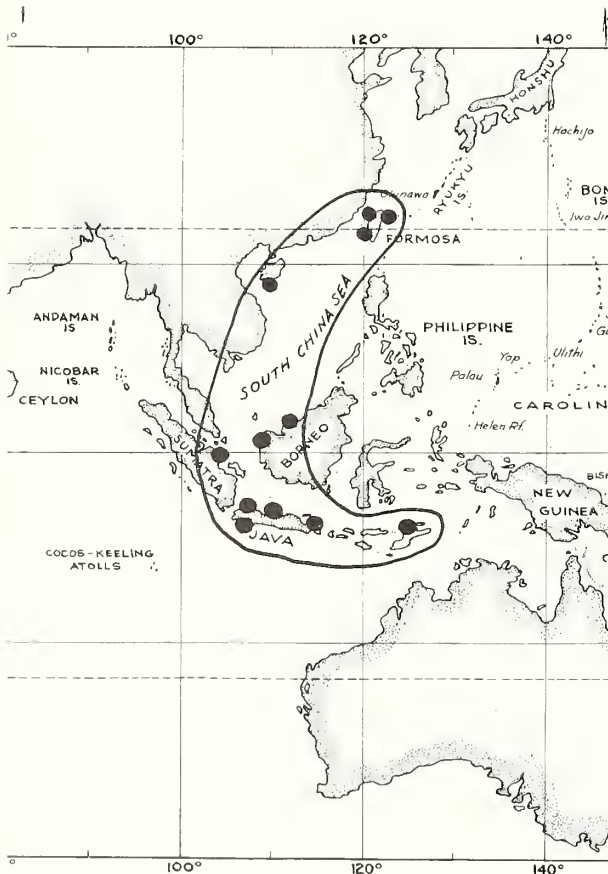 100°
120°
140°
HONSHU
Hachijo
Okinawa
RYUKYU
IS.
BON
IS.
Iwo Jim
FORMOSA
ANDAMAN
IS
SOUTH CHINA SEA
PHILIPPINE
IS.
NICOBAR
IS.
Yap
Ulithi
CEYLON
Palau
CAROLIN
Helen Rf.
SUMATRA
BORNEO
NEW
GUINEA
JAVA
COCOS-KEELING
ATOLLS
100°
120°
140°